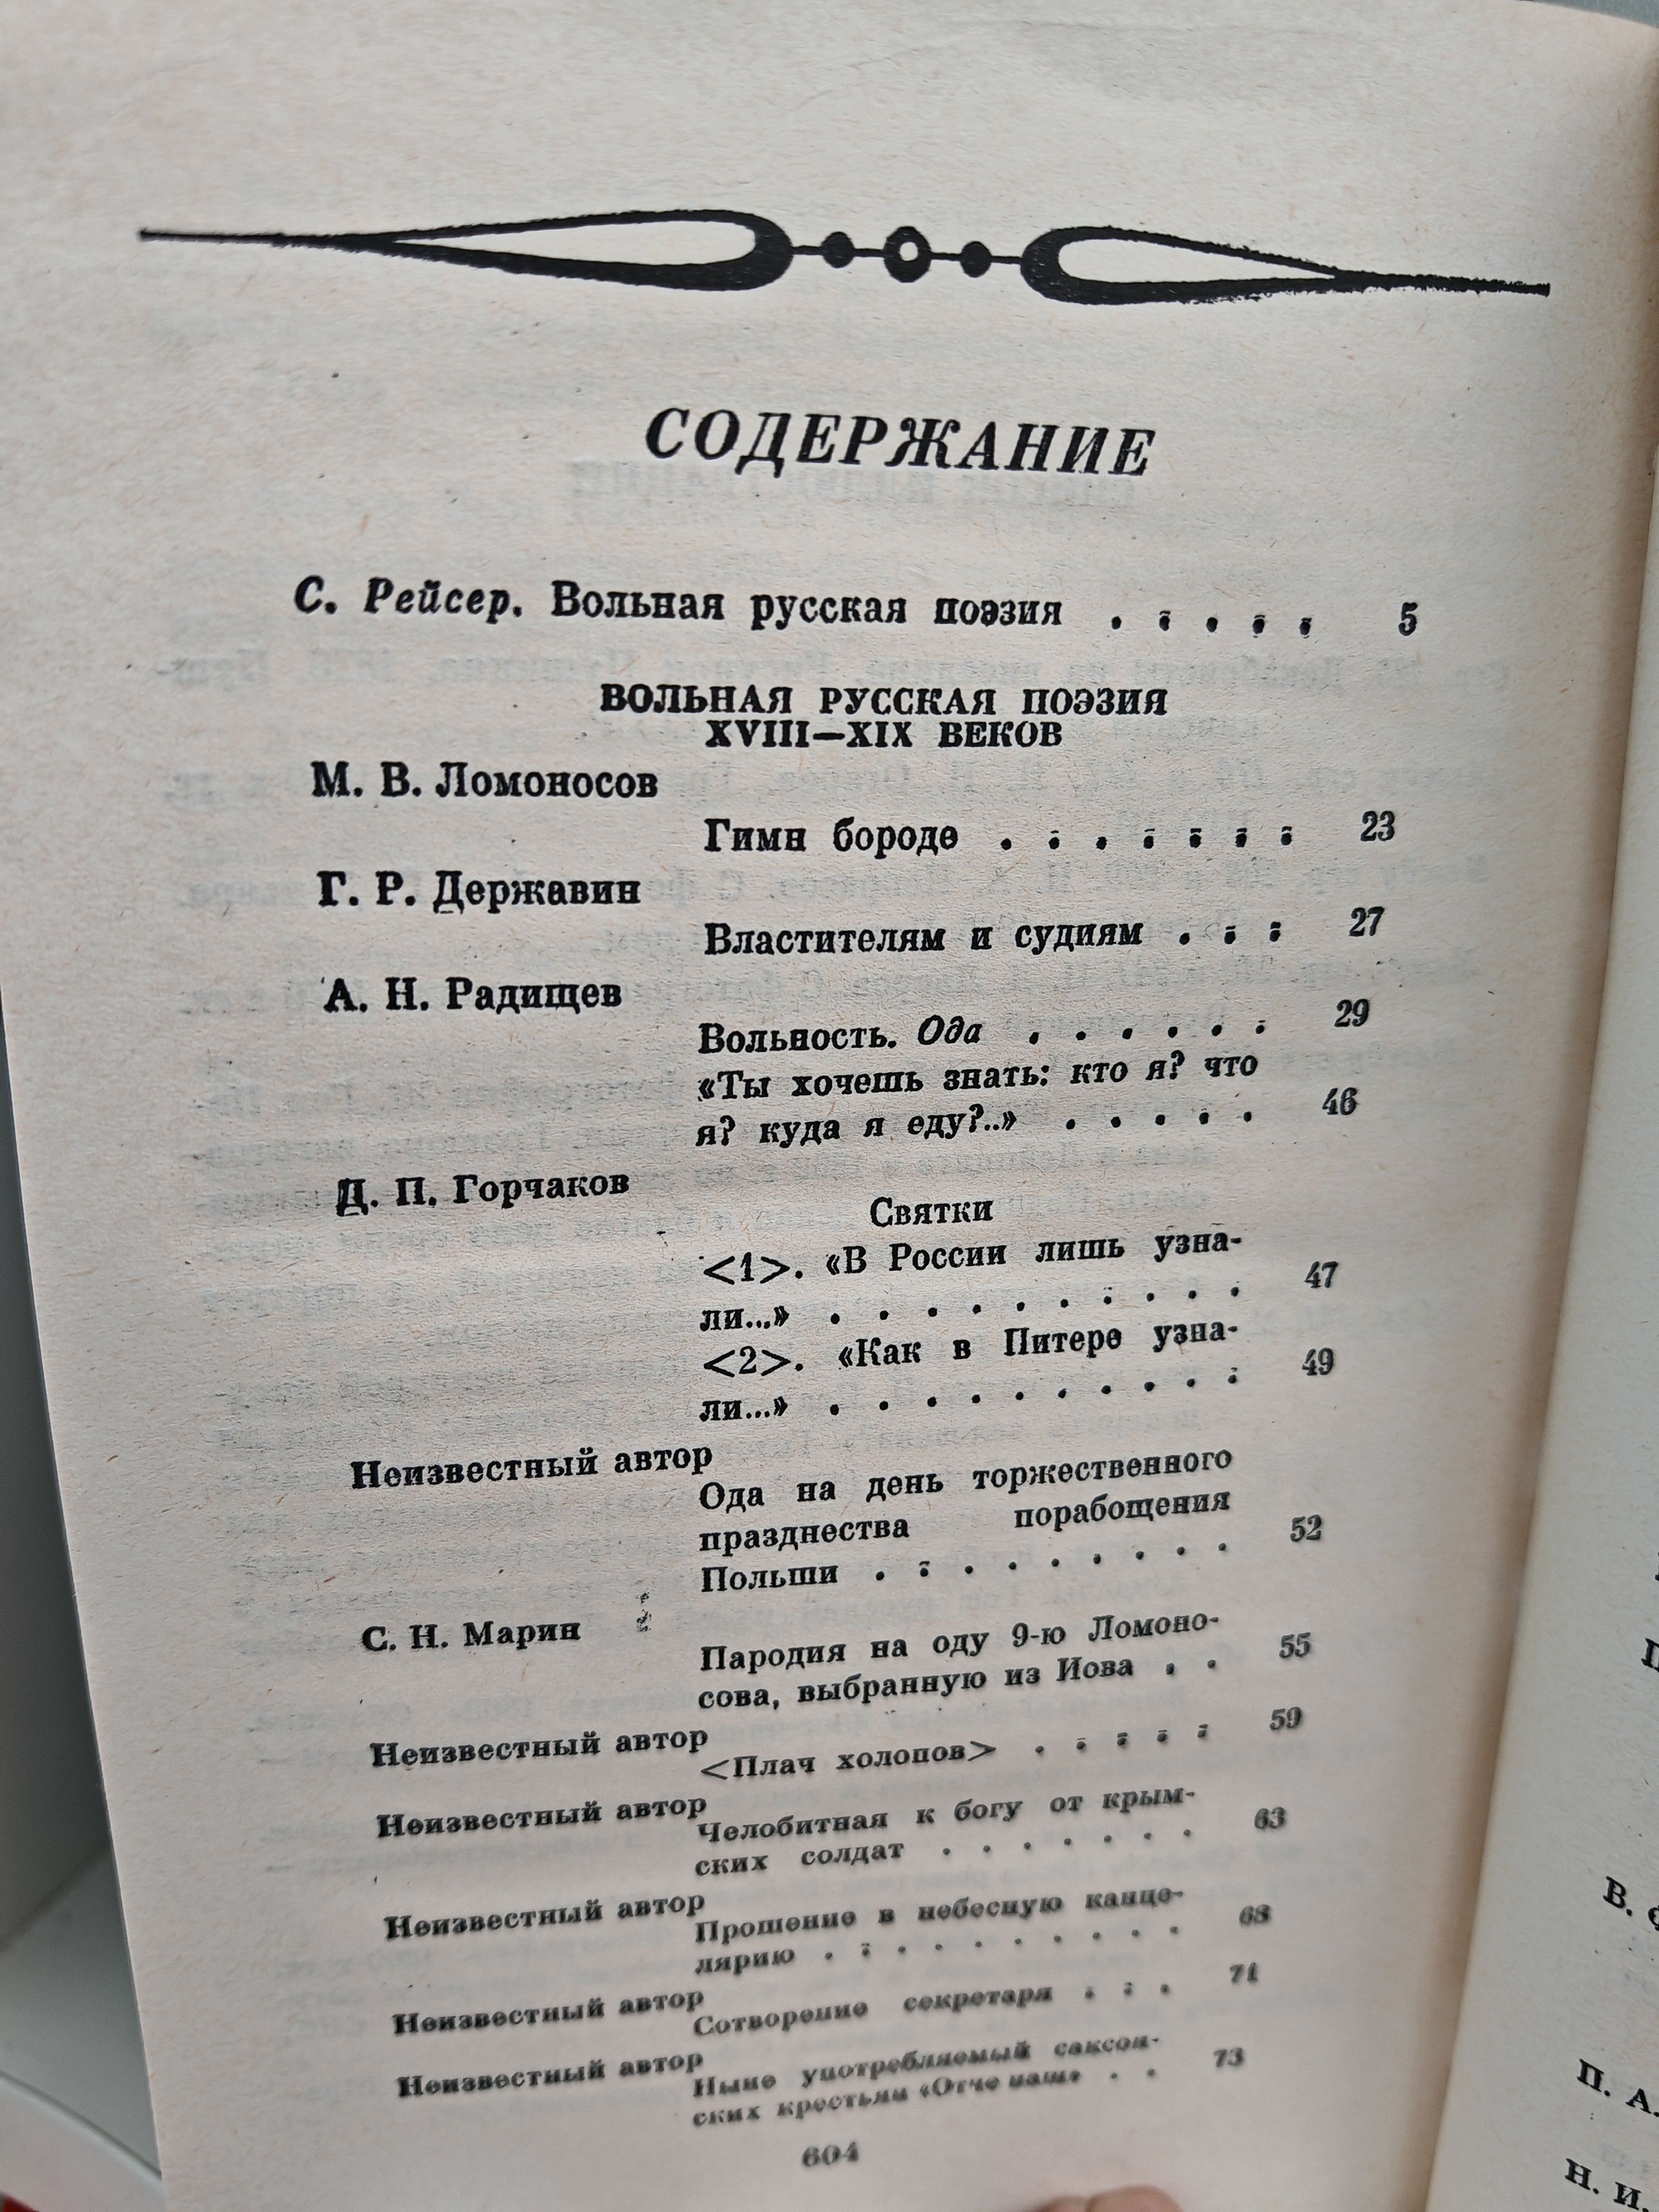 СОДЕРЖАНИЕ
С. Рейсер. Вольная русская поэзия . . . . . 5
ВОЛЬНАЯ РУССКАЯ ПОЭЗИЯ
XVIII—XIX ВЕКОВ
М. В. Ломоносов
Гимн бороде . . . . . . . 23
Г. Р. Державин
Властителям и судиям . . . 27
А. Н. Радищев
Вольность. Ода . . . . . . 29
«Ты хочешь знать: кто я? что
я? куда я еду?..» . . . . . 46
Д. П. Горчаков
Святки
<1>. «В России лишь узна-
ли...» . . . . . . . . . . 47
<2>. «Как в Питере узна-
ли...» . . . . . . . . . . 49
Неизвестный автор
Ода на день торжественного
празднества порабощения
Польши . . . . . . . . . 52
С. Н. Марин
Пародия на оду 9-ю Ломоно-
сова, выбранную из Иова . . 55
Неизвестный автор
<Плач холопов> . . . . . 59
Неизвестный автор
Челобитная к богу от крым-
ских солдат . . . . . . . 63
Неизвестный автор
Прошение в небесную канце-
лярию . . . . . . . . . 68
Неизвестный автор
Сотворение секретаря . . . 71
Неизвестный автор
Ныне употребляемый саксон-
ских крестьян «Отче наш» . . 73
604
В.
П. А.
Н. И.